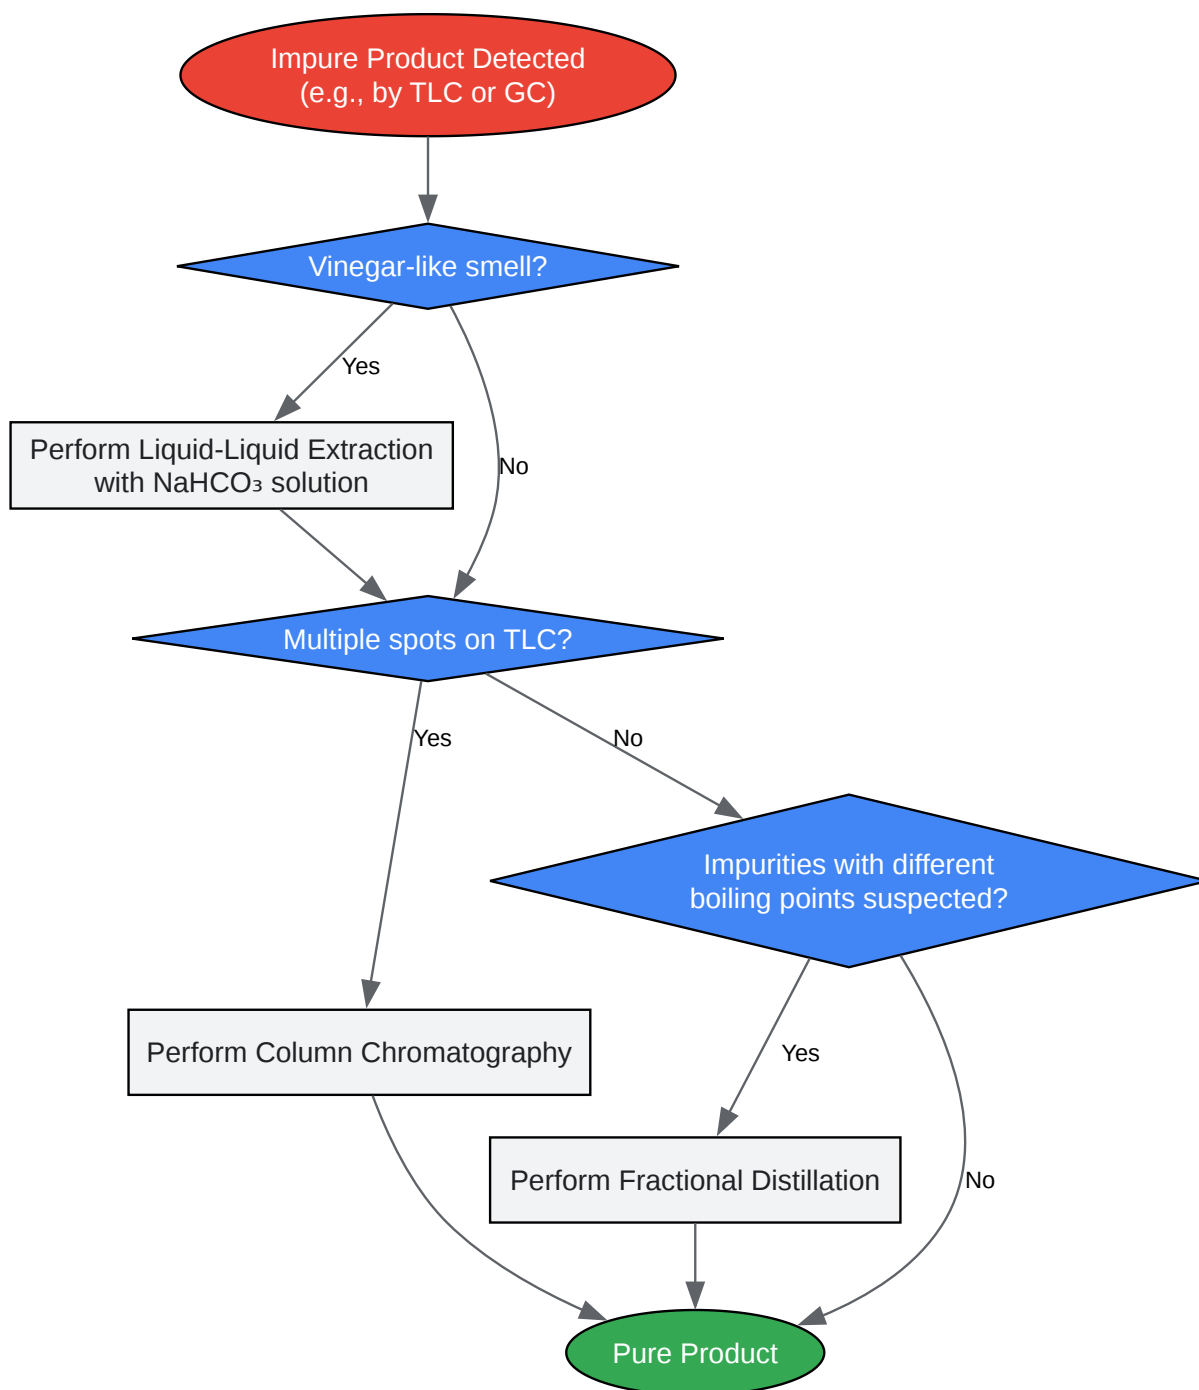 Impure Product Detected
(e.g., by TLC or GC)
Vinegar-like smell?
Yes
Perform Liquid-Liquid Extraction
with NaHCO₃ solution
No
Multiple spots on TLC?
Yes
No
Impurities with different
boiling points suspected?
Perform Column Chromatography
Yes
Perform Fractional Distillation
No
Pure Product